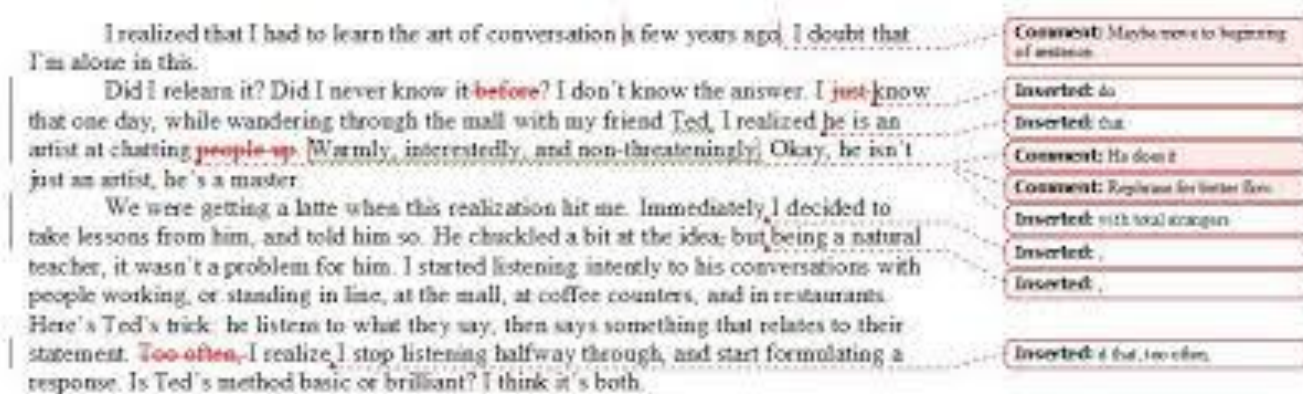 I realized that I had to learn the art of conversation a few years ago. I doubt that
I'm alone in this.
Did I relearn it? Did I never know it before? I don't know the answer. I just know
that one day, while wandering through the mall with my friend Ted, I realized he is an
artist at chatting people up. Warmly, interestedly, and non-threateningly. Okay, he isn't
just an artist, he's a master.
We were getting a latte when this realization hit me. Immediately I decided to
take lessons from him, and told him so. He chuckled a bit at the idea, but being a natural
teacher, it wasn't a problem for him. I started listening intently to his conversations with
people working, or standing in line, at the mall, at coffee counters, and in restaurants.
Here's Ted's trick: he listens to what they say, then says something that relates to their
statement. Too often, I realize I stop listening halfway through, and start formulating a
response. Is Ted's method basic or brilliant? I think it's both.
Comment: Maybe move to beginning
of sentence.
Inserted: do
Inserted: that
Comment: He does it
Comment: Rephrase for better flow.
Inserted: with total strangers
Inserted: ,
Inserted: ,
Inserted: d that, too often,